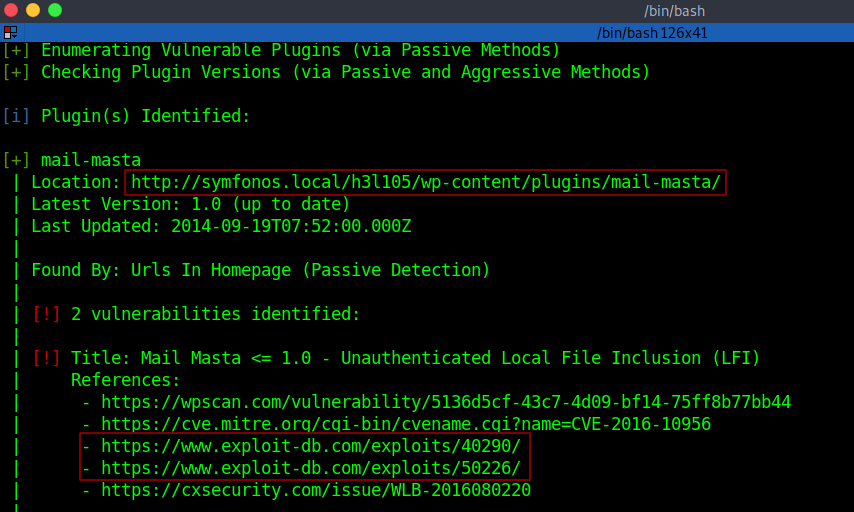 /bin/bash
/bin/bash 126x41
[+] Enumerating Vulnerable Plugins (via Passive Methods)
[+] Checking Plugin Versions (via Passive and Aggressive Methods)
[i] Plugin(s) Identified:
[+] mail-masta
| Location: http://symfonos.local/h3l105/wp-content/plugins/mail-masta/
| Latest Version: 1.0 (up to date)
| Last Updated: 2014-09-19T07:52:00.000Z
|
| Found By: Urls In Homepage (Passive Detection)
|
| [!] 2 vulnerabilities identified:
|
| [!] Title: Mail Masta <= 1.0 - Unauthenticated Local File Inclusion (LFI)
| References:
| - https://wpscan.com/vulnerability/5136d5cf-43c7-4d09-bf14-75ff8b77bb44
| - https://cve.mitre.org/cgi-bin/cvename.cgi?name=CVE-2016-10956
| - https://www.exploit-db.com/exploits/40290/
| - https://www.exploit-db.com/exploits/50226/
| - https://cxsecurity.com/issue/WLB-2016080220
|